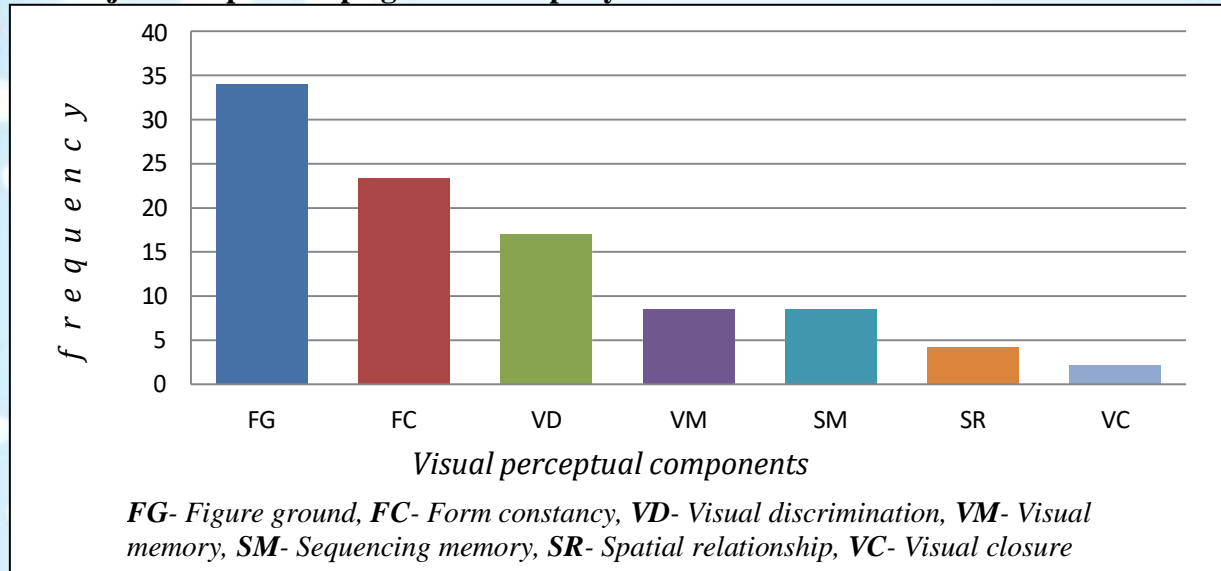 40
35
30
25
20
15
10
5
0
frequency
FG FC VD VM SM SR VC
Visual perceptual components
FG- Figure ground, FC- Form constancy, VD- Visual discrimination, VM- Visual
memory, SM- Sequencing memory, SR- Spatial relationship, VC- Visual closure